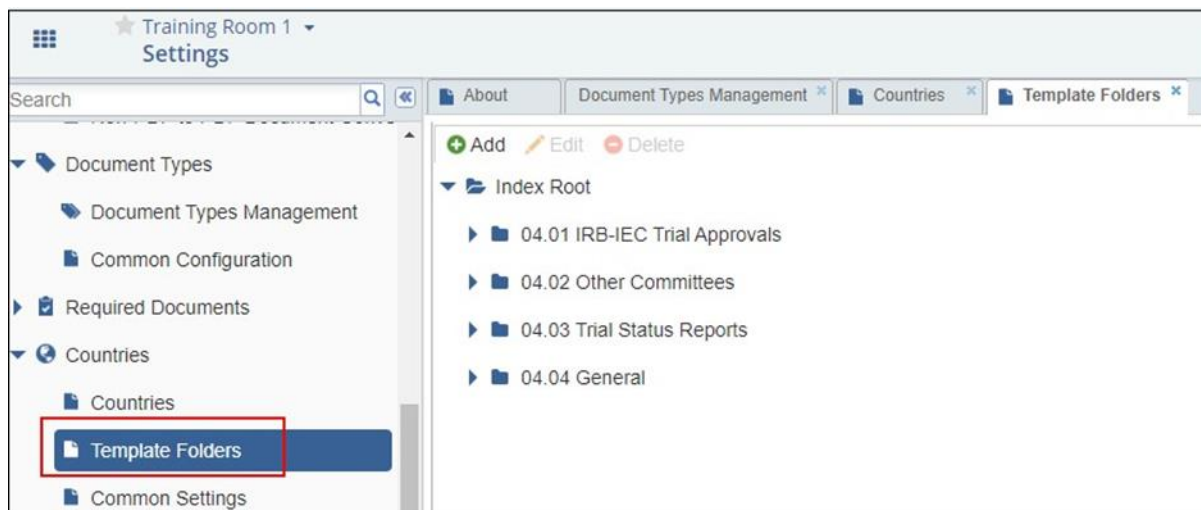 Training Room 1
Settings
Search
About
Document Types Management
Countries
Template Folders
Document Types
Document Types Management
Common Configuration
Required Documents
Countries
Countries
Template Folders
Common Settings
Add
Edit
Delete
Index Root
04.01 IRB-IEC Trial Approvals
04.02 Other Committees
04.03 Trial Status Reports
04.04 General